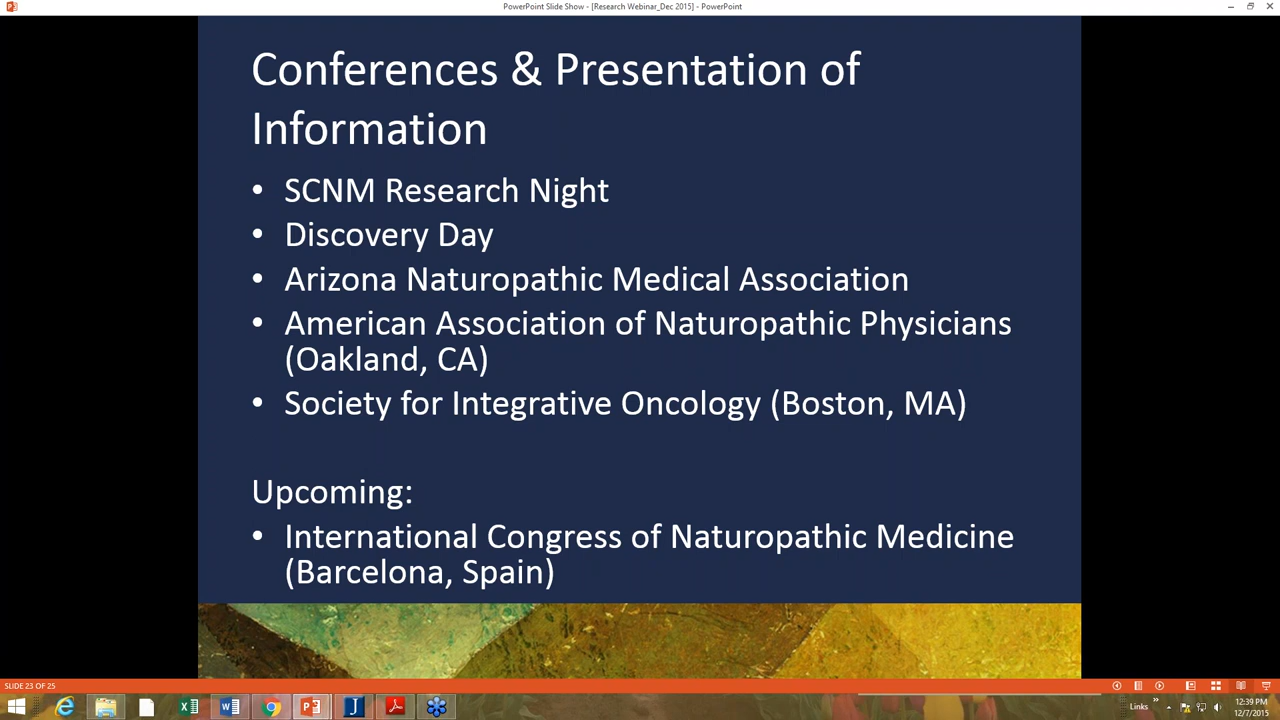 PowerPoint Slide Show - [Research Webinar_Dec 2015] - PowerPoint
Conferences & Presentation of
Information
• SCNM Research Night
• Discovery Day
• Arizona Naturopathic Medical Association
• American Association of Naturopathic Physicians
(Oakland, CA)
• Society for Integrative Oncology (Boston, MA)
Upcoming:
• International Congress of Naturopathic Medicine
(Barcelona, Spain)
SLIDE 23 OF 25
Links
12:39 PM
12/7/2015